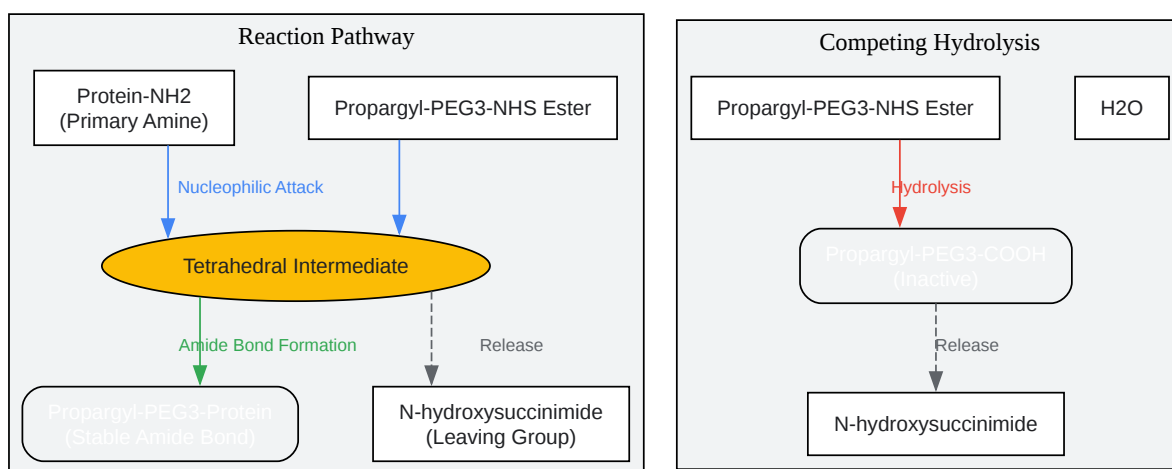 Reaction Pathway
Protein-NH2
(Primary Amine)
Propargyl-PEG3-NHS Ester
Nucleophilic Attack
Tetrahedral Intermediate
Amide Bond Formation
Release
Propargyl-PEG3-Protein
(Stable Amide Bond)
N-hydroxysuccinimide
(Leaving Group)
Competing Hydrolysis
Propargyl-PEG3-NHS Ester
H2O
Hydrolysis
Propargyl-PEG3-COOH
(Inactive)
Release
N-hydroxysuccinimide